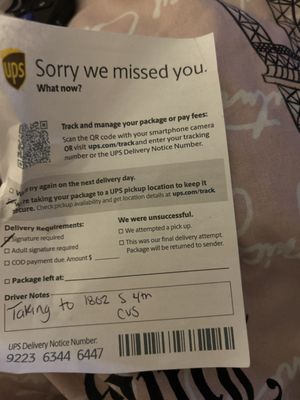 ups
Sorry we missed you.
What now?
Track and manage your package or pay fees:
Scan the QR code with your smartphone camera
OR visit ups.com/track and enter your tracking
number or the UPS Delivery Notice Number.
try again on the next delivery day.
We're taking your package to a UPS pickup location to keep it
secure. Check pickup availability and get location details at ups.com/track
Delivery Requirements:
Signature required
Adult signature required
COD payment due. Amount $
We were unsuccessful.
We attempted a pick up.
This was our final delivery attempt.
Package will be returned to sender.
Package left at:
Driver Notes
Taking to 1802 S 4th
CVS
UPS Delivery Notice Number:
9223 6344 6447